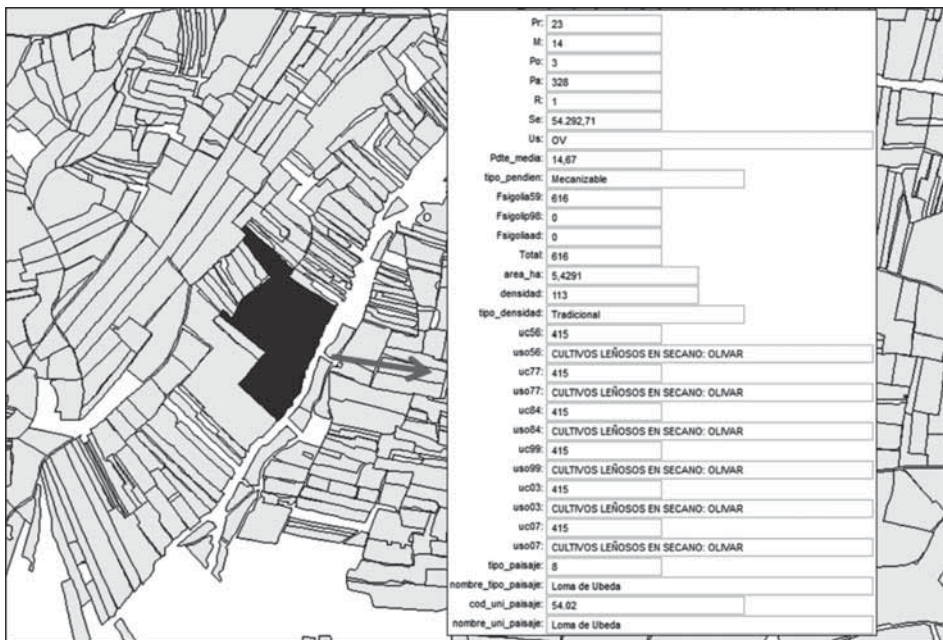 Pr: 23
M: 14
Po: 3
Pa: 328
R: 1
Se: 54.292,71
Us: OV
Pdte_media: 14,67
tipo_pendien: Mecanizable
Fsigolia59: 616
Fsigolip98: 0
Fsigoliaad: 0
Total: 616
area_ha: 5,4291
densidad: 113
tipo_densidad: Tradicional
uc56: 415
uso56: CULTIVOS LEÑOSOS EN SECANO: OLIVAR
uc77: 415
uso77: CULTIVOS LEÑOSOS EN SECANO: OLIVAR
uc84: 415
uso84: CULTIVOS LEÑOSOS EN SECANO: OLIVAR
uc99: 415
uso99: CULTIVOS LEÑOSOS EN SECANO: OLIVAR
uc03: 415
uso03: CULTIVOS LEÑOSOS EN SECANO: OLIVAR
uc07: 415
uso07: CULTIVOS LEÑOSOS EN SECANO: OLIVAR
tipo_paisaje: 8
nombre_tipo_paisaje: Loma de Ubeda
cod_uni_paisaje: 54.02
nombre_uni_paisaje: Loma de Ubeda